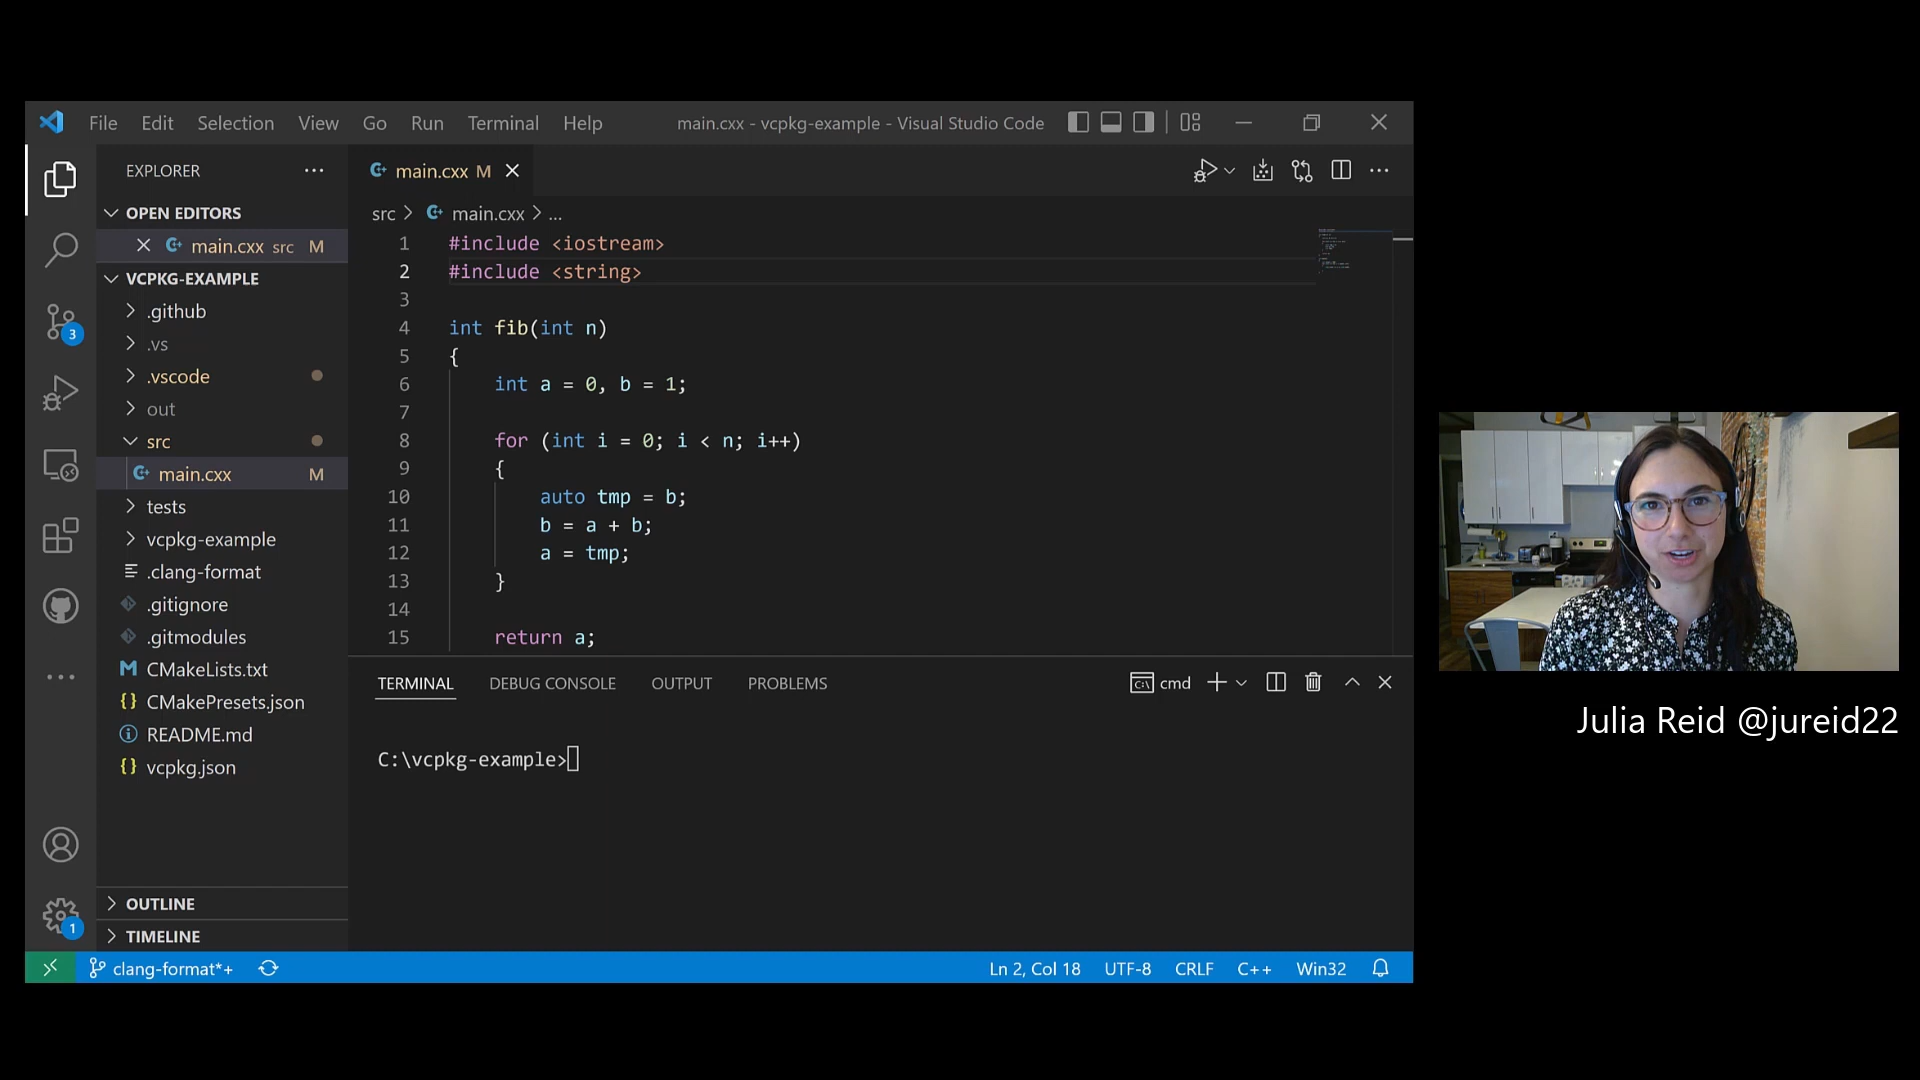 File Edit Selection View Go Run Terminal Help main.cxx - vcpkg-example - Visual Studio Code
EXPLORER
OPEN EDITORS
main.cxx src M
VCPKG-EXAMPLE
.github
.vs
.vscode
out
src
main.cxx M
tests
vcpkg-example
.clang-format
.gitignore
.gitmodules
CMakeLists.txt
CMakePresets.json
README.md
vcpkg.json
OUTLINE
TIMELINE
3
1
main.cxx M
src > main.cxx > ...
1 #include <iostream>
2 #include <string>
3
4 int fib(int n)
5 {
6 int a = 0, b = 1;
7
8 for (int i = 0; i < n; i++)
9 {
10 auto tmp = b;
11 b = a + b;
12 a = tmp;
13 }
14
15 return a;
TERMINAL DEBUG CONSOLE OUTPUT PROBLEMS cmd
C:\vcpkg-example>
clang-format*+ Ln 2, Col 18 UTF-8 CRLF C++ Win32
Julia Reid @jureid22